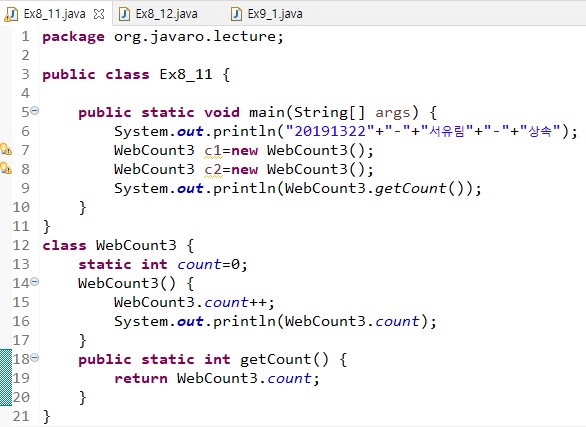 Ex8_11.java Ex8_12.java Ex9_1.java
1 package org.javaro.lecture;
2
3 public class Ex8_11 {
4
5 public static void main(String[] args) {
6 System.out.println("20191322"+"-"+"서유림"+"-"+"상속");
7 WebCount3 c1=new WebCount3();
8 WebCount3 c2=new WebCount3();
9 System.out.println(WebCount3.getCount());
10 }
11 }
12 class WebCount3 {
13 static int count=0;
14 WebCount3() {
15 WebCount3.count++;
16 System.out.println(WebCount3.count);
17 }
18 public static int getCount() {
19 return WebCount3.count;
20 }
21 }